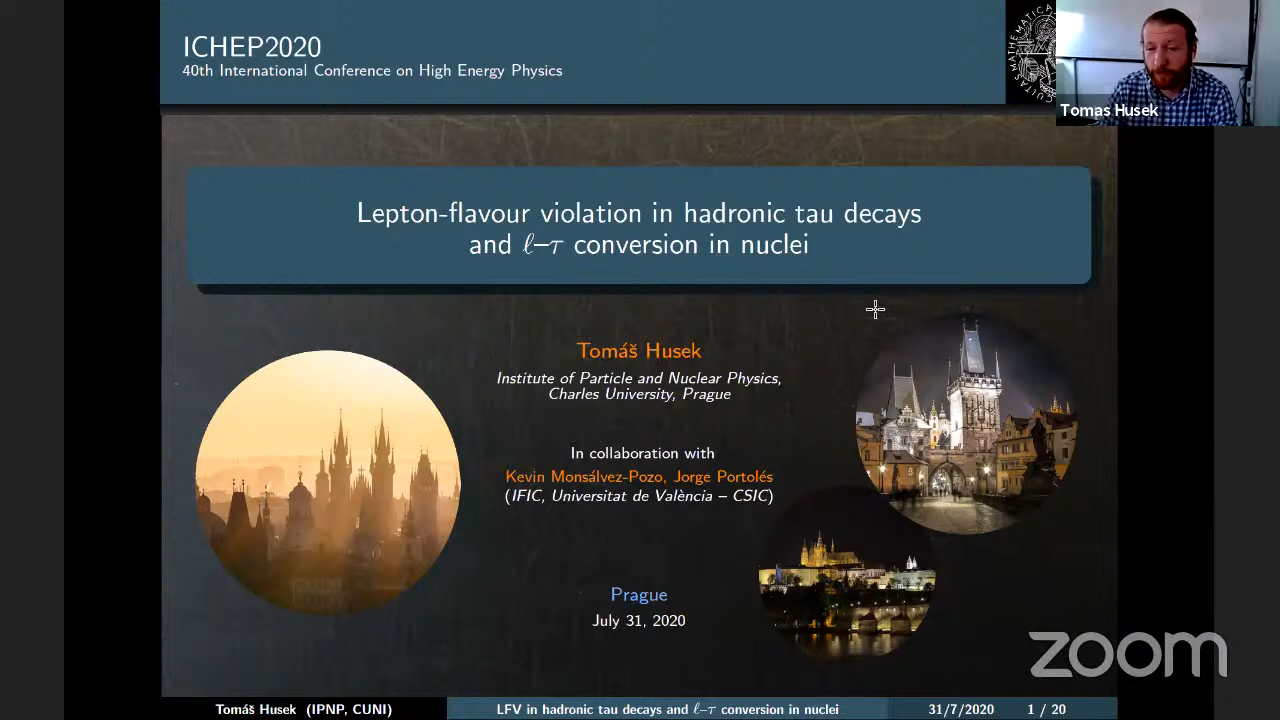 ICHEP2020
40th International Conference on High Energy Physics
Tomas Husek
Lepton-flavour violation in hadronic tau decays
and ℓ–τ conversion in nuclei
Tomáš Husek
Institute of Particle and Nuclear Physics,
Charles University, Prague
In collaboration with
Kevin Monsálvez-Pozo, Jorge Portolés
(IFIC, Universitat de València – CSIC)
Prague
July 31, 2020
zoom
Tomáš Husek (IPNP, CUNI) LFV in hadronic tau decays and ℓ–τ conversion in nuclei 31/7/2020 1 / 20